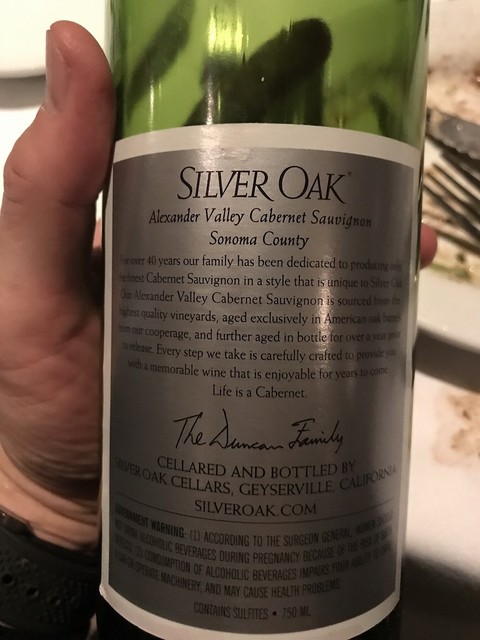 SILVER OAK®
Alexander Valley Cabernet Sauvignon
Sonoma County
over 40 years our family has been dedicated to producing only
finest Cabernet Sauvignon in a style that is unique to Silver Oak
Our Alexander Valley Cabernet Sauvignon is sourced from the
highest quality vineyards, aged exclusively in American oak barrels
from our cooperage, and further aged in bottle for over a year prior
to release. Every step we take is carefully crafted to provide you
with a memorable wine that is enjoyable for years to come.
Life is a Cabernet.
The Duncan Family
CELLARED AND BOTTLED BY
SILVER OAK CELLARS, GEYSERVILLE, CALIFORNIA
SILVEROAK.COM
GOVERNMENT WARNING: (1) ACCORDING TO THE SURGEON GENERAL, WOMEN SHOULD
NOT DRINK ALCOHOLIC BEVERAGES DURING PREGNANCY BECAUSE OF THE RISK OF BIRTH
DEFECTS. (2) CONSUMPTION OF ALCOHOLIC BEVERAGES IMPAIRS YOUR ABILITY TO DRIVE
A CAR OR OPERATE MACHINERY, AND MAY CAUSE HEALTH PROBLEMS.
CONTAINS SULFITES • 750 ML